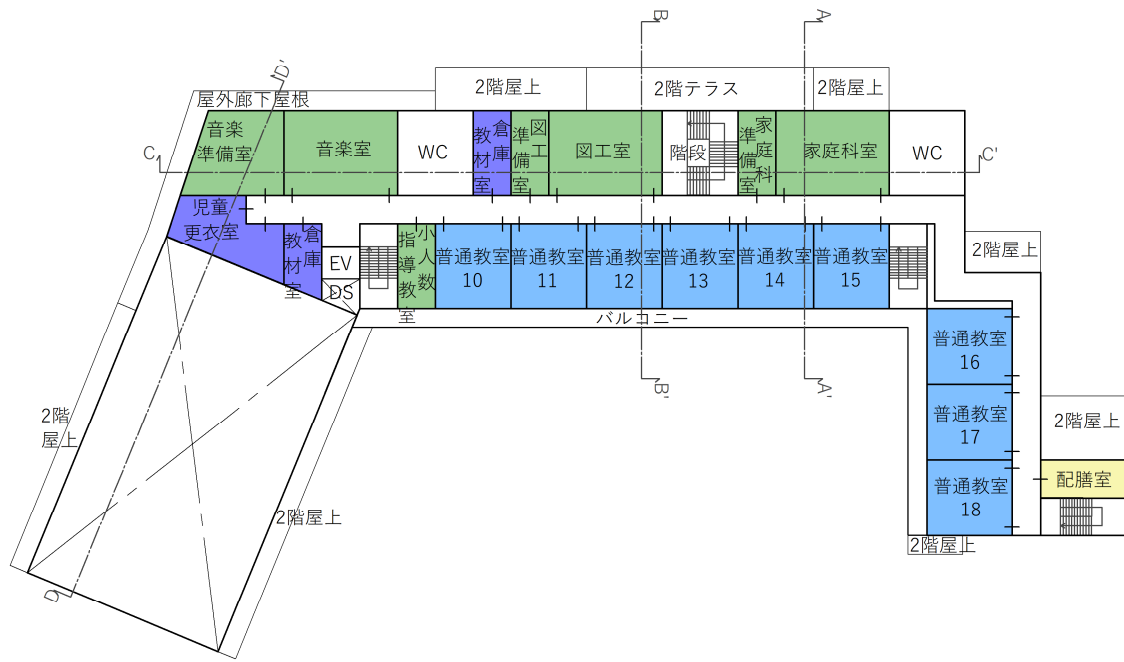 B
A
D'
2階屋上
2階テラス
2階屋上
屋外廊下屋根
C
音楽
準備室
音楽室
WC
倉庫
教材室
図工
準備室
図工室
階段
家庭科
準備室
家庭科室
WC
C'
児童
更衣室
倉庫
教材室
EV
DS
小人数
指導教室
普通教室
10
普通教室
11
普通教室
12
普通教室
13
普通教室
14
普通教室
15
2階屋上
バルコニー
普通教室
16
B'
A'
2階
屋上
普通教室
17
2階屋上
配膳室
普通教室
18
2階屋上
2階屋上
D